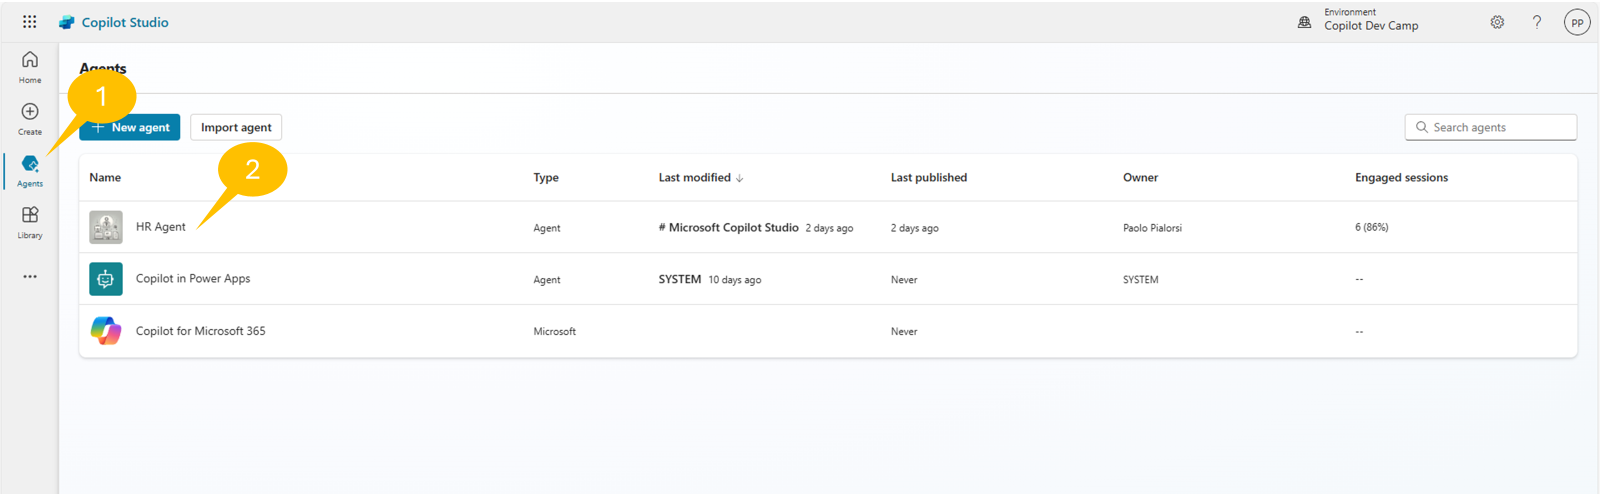 Copilot Studio
Environment
Copilot Dev Camp
?
PP
Home
Create
Agents
Library
Agents
1
+ New agent
Import agent
Search agents
2
Name Type Last modified ↓ Last published Owner Engaged sessions
HR Agent Agent # Microsoft Copilot Studio 2 days ago 2 days ago Paolo Pialorsi 6 (86%)
Copilot in Power Apps Agent SYSTEM 10 days ago Never SYSTEM --
Copilot for Microsoft 365 Microsoft Never --